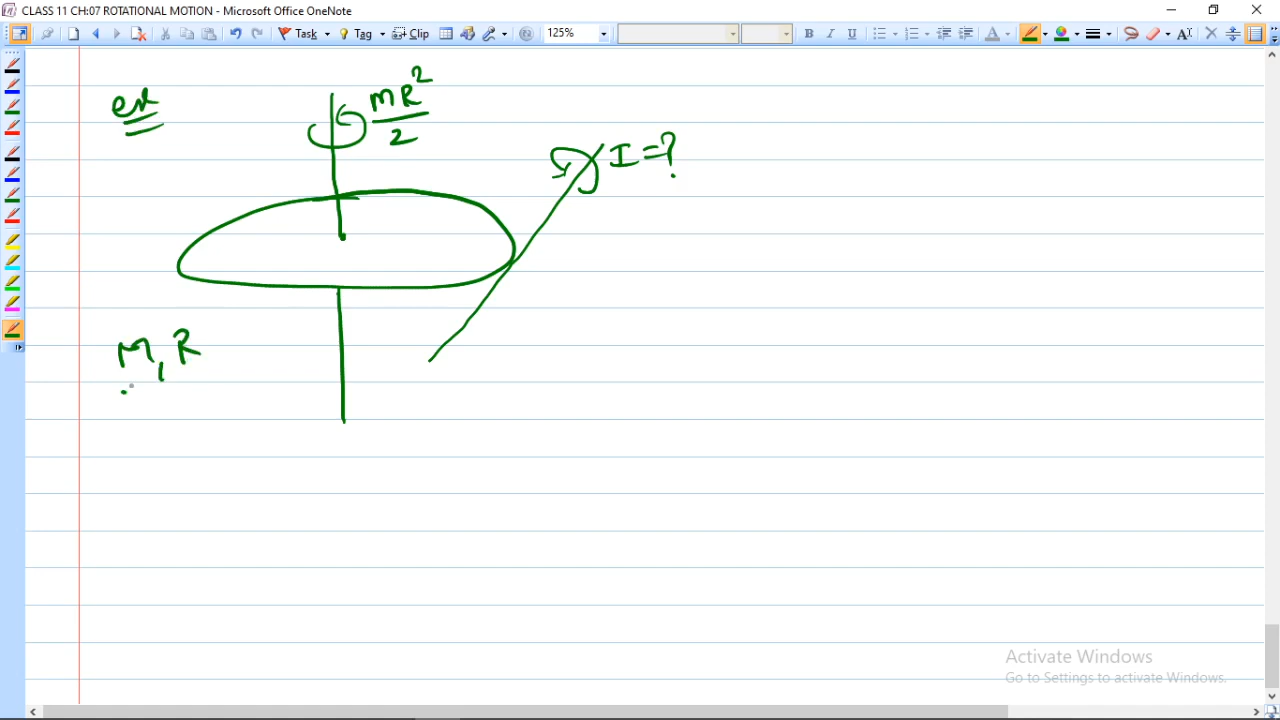 CLASS 11 CH:07 ROTATIONAL MOTION - Microsoft Office OneNote
Task Tag Clip 125% B I U A
ex
MR²/2
I = ?
M, R
Activate Windows
Go to Settings to activate Windows.